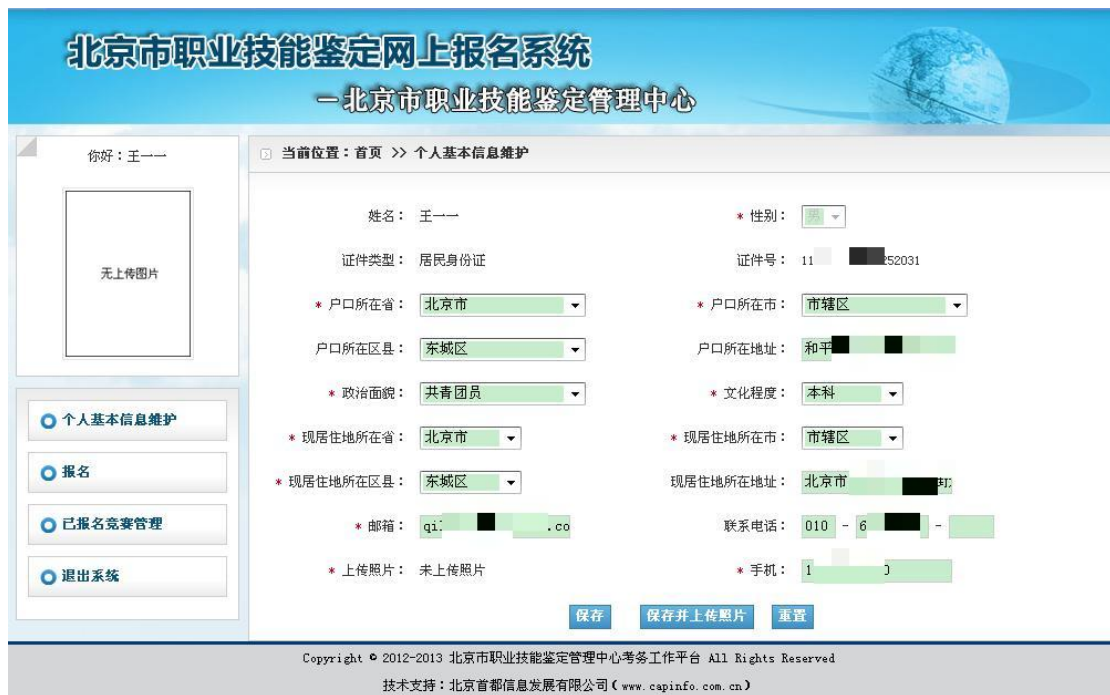 北京市职业技能鉴定网上报名系统
－北京市职业技能鉴定管理中心
你好：王一一
无上传图片
个人基本信息维护
报名
已报名竞赛管理
退出系统
当前位置：首页 >> 个人基本信息维护
姓名： 王一一 * 性别： 男
证件类型： 居民身份证 证件号： 11 252031
* 户口所在省： 北京市 * 户口所在市： 市辖区
户口所在区县： 东城区 户口所在地址： 和平
* 政治面貌： 共青团员 * 文化程度： 本科
* 现居住地所在省： 北京市 * 现居住地所在市： 市辖区
* 现居住地所在区县： 东城区 现居住地所在地址： 北京市
* 邮箱： qi .co 联系电话： 010 - 6 -
* 上传照片： 未上传照片 * 手机： 1
保存 保存并上传照片 重置
Copyright © 2012-2013 北京市职业技能鉴定管理中心考务工作平台 All Rights Reserved
技术支持：北京首都信息发展有限公司（www.capinfo.com.cn）